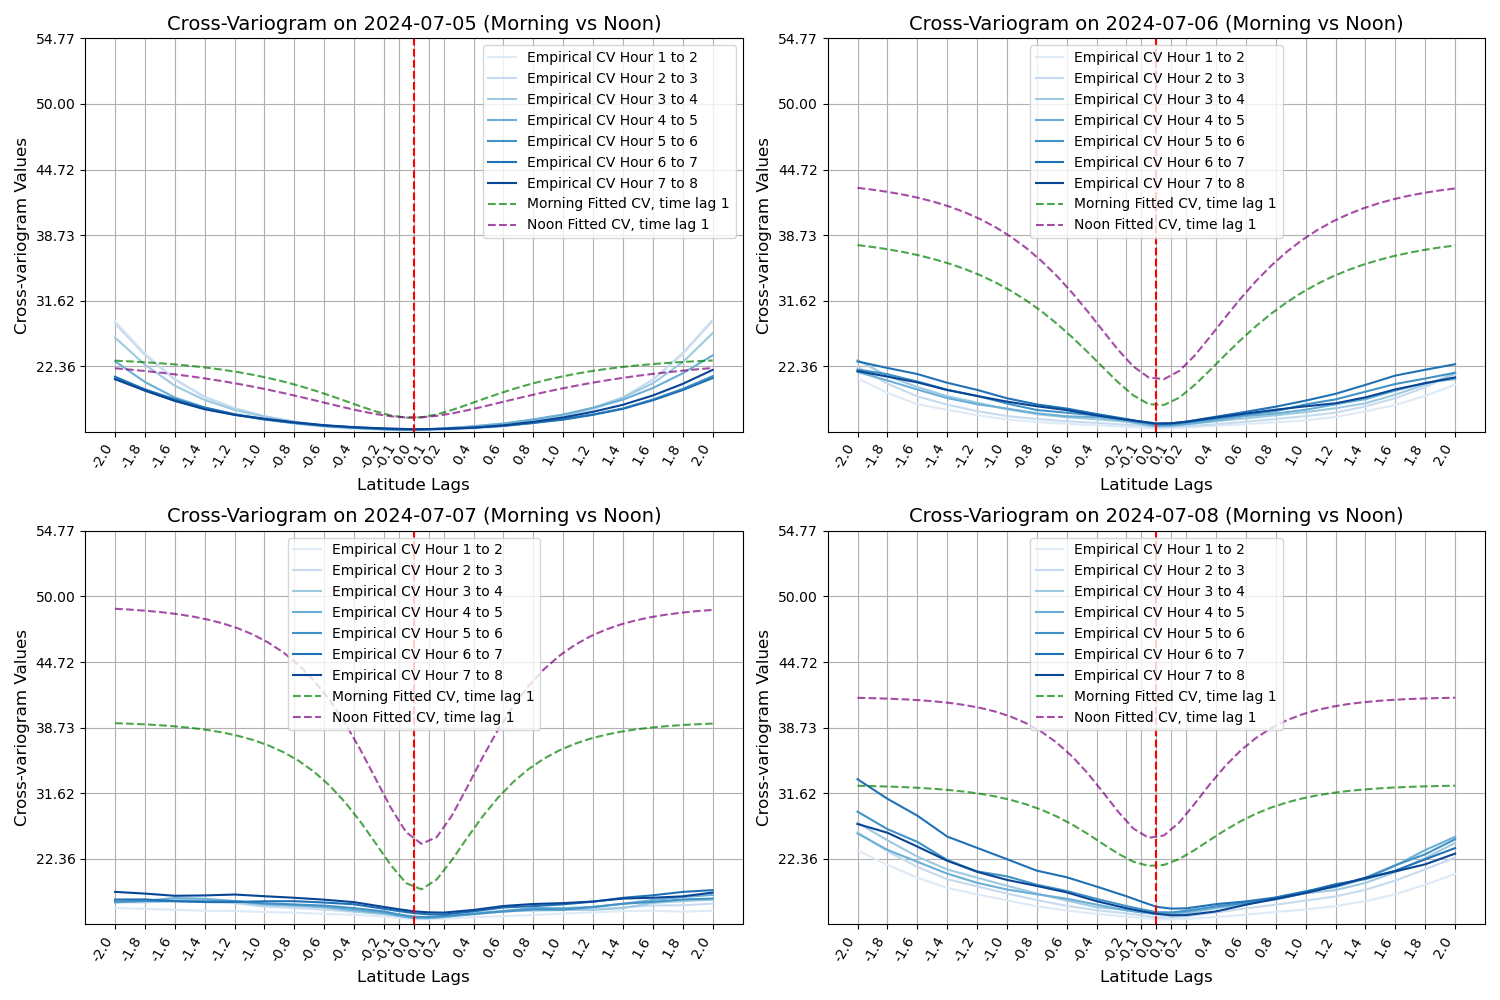 Cross-Variogram on 2024-07-05 (Morning vs Noon)
54.77
50.00
44.72
38.73
31.62
22.36
Cross-variogram Values
Empirical CV Hour 1 to 2
Empirical CV Hour 2 to 3
Empirical CV Hour 3 to 4
Empirical CV Hour 4 to 5
Empirical CV Hour 5 to 6
Empirical CV Hour 6 to 7
Empirical CV Hour 7 to 8
Morning Fitted CV, time lag 1
Noon Fitted CV, time lag 1
-2.0 -1.8 -1.6 -1.4 -1.2 -1.0 -0.8 -0.6 -0.4 -0.2 -0.1 0.0 0.1 0.2 0.4 0.6 0.8 1.0 1.2 1.4 1.6 1.8 2.0
Latitude Lags
Cross-Variogram on 2024-07-06 (Morning vs Noon)
54.77
50.00
44.72
38.73
31.62
22.36
Cross-variogram Values
Empirical CV Hour 1 to 2
Empirical CV Hour 2 to 3
Empirical CV Hour 3 to 4
Empirical CV Hour 4 to 5
Empirical CV Hour 5 to 6
Empirical CV Hour 6 to 7
Empirical CV Hour 7 to 8
Morning Fitted CV, time lag 1
Noon Fitted CV, time lag 1
-2.0 -1.8 -1.6 -1.4 -1.2 -1.0 -0.8 -0.6 -0.4 -0.2 -0.1 0.0 0.1 0.2 0.4 0.6 0.8 1.0 1.2 1.4 1.6 1.8 2.0
Latitude Lags
Cross-Variogram on 2024-07-07 (Morning vs Noon)
54.77
50.00
44.72
38.73
31.62
22.36
Cross-variogram Values
Empirical CV Hour 1 to 2
Empirical CV Hour 2 to 3
Empirical CV Hour 3 to 4
Empirical CV Hour 4 to 5
Empirical CV Hour 5 to 6
Empirical CV Hour 6 to 7
Empirical CV Hour 7 to 8
Morning Fitted CV, time lag 1
Noon Fitted CV, time lag 1
-2.0 -1.8 -1.6 -1.4 -1.2 -1.0 -0.8 -0.6 -0.4 -0.2 -0.1 0.0 0.1 0.2 0.4 0.6 0.8 1.0 1.2 1.4 1.6 1.8 2.0
Latitude Lags
Cross-Variogram on 2024-07-08 (Morning vs Noon)
54.77
50.00
44.72
38.73
31.62
22.36
Cross-variogram Values
Empirical CV Hour 1 to 2
Empirical CV Hour 2 to 3
Empirical CV Hour 3 to 4
Empirical CV Hour 4 to 5
Empirical CV Hour 5 to 6
Empirical CV Hour 6 to 7
Empirical CV Hour 7 to 8
Morning Fitted CV, time lag 1
Noon Fitted CV, time lag 1
-2.0 -1.8 -1.6 -1.4 -1.2 -1.0 -0.8 -0.6 -0.4 -0.2 -0.1 0.0 0.1 0.2 0.4 0.6 0.8 1.0 1.2 1.4 1.6 1.8 2.0
Latitude Lags